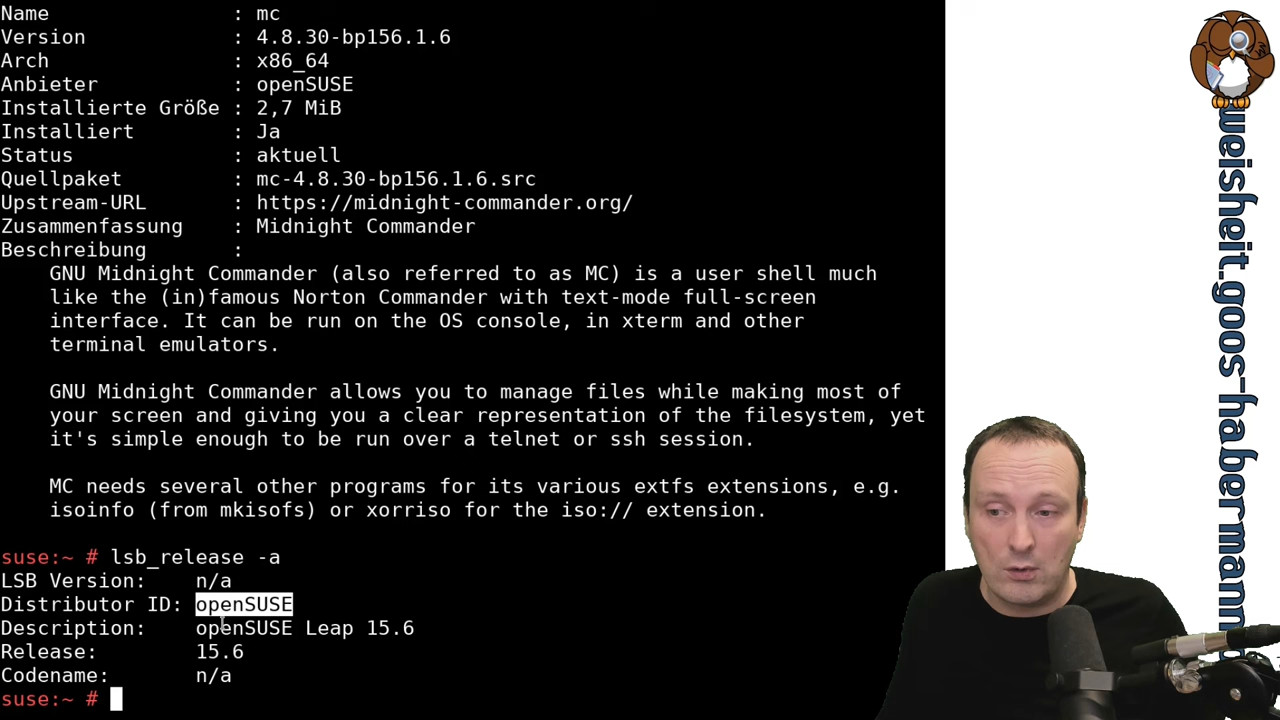 Name                : mc
Version             : 4.8.30-bp156.1.6
Arch                : x86_64
Anbieter            : openSUSE
Installierte Größe  : 2,7 MiB
Installiert         : Ja
Status              : aktuell
Quellpaket          : mc-4.8.30-bp156.1.6.src
Upstream-URL        : https://midnight-commander.org/
Zusammenfassung     : Midnight Commander
Beschreibung        :
    GNU Midnight Commander (also referred to as MC) is a user shell much
    like the (in)famous Norton Commander with text-mode full-screen
    interface. It can be run on the OS console, in xterm and other
    terminal emulators.
    GNU Midnight Commander allows you to manage files while making most of
    your screen and giving you a clear representation of the filesystem, yet
    it's simple enough to be run over a telnet or ssh session.
    MC needs several other programs for its various extfs extensions, e.g.
    isoinfo (from mkisofs) or xorriso for the iso:// extension.
suse:~ # lsb_release -a
LSB Version:    n/a
Distributor ID: openSUSE
Description:    openSUSE Leap 15.6
Release:        15.6
Codename:       n/a
suse:~ #
weisheit.goos-habermann.d